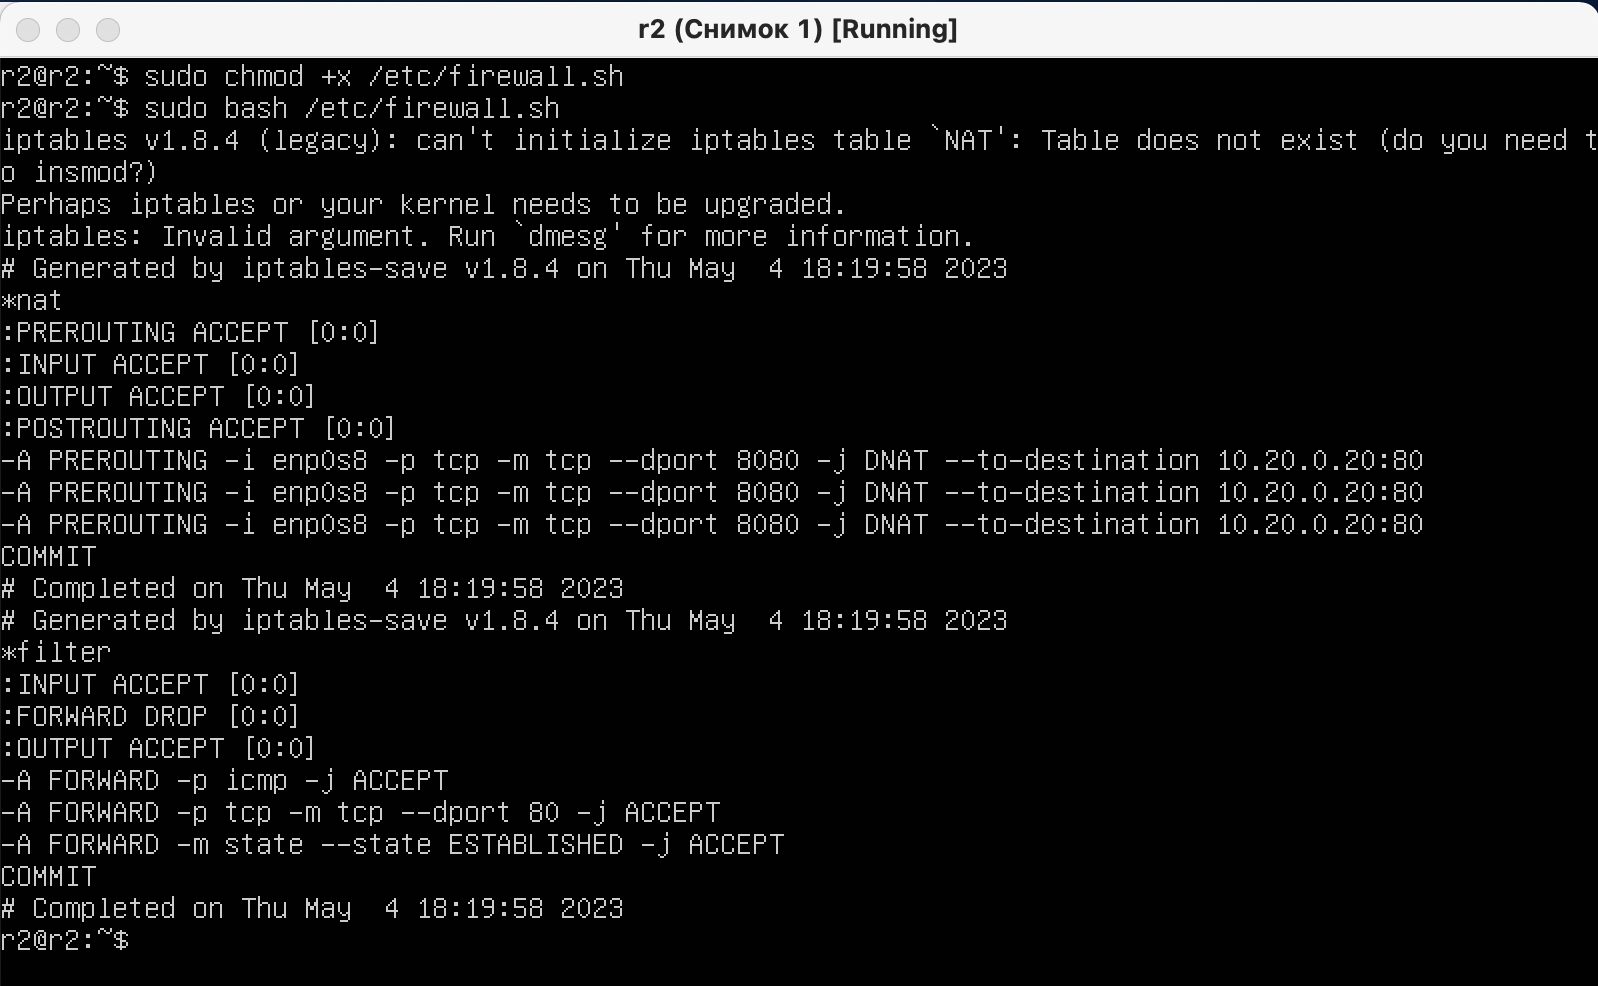 r2 (Снимок 1) [Running]
r2@r2:~$ sudo chmod +x /etc/firewall.sh
r2@r2:~$ sudo bash /etc/firewall.sh
iptables v1.8.4 (legacy): can't initialize iptables table `NAT': Table does not exist (do you need t
o insmod?)
Perhaps iptables or your kernel needs to be upgraded.
iptables: Invalid argument. Run `dmesg' for more information.
# Generated by iptables-save v1.8.4 on Thu May  4 18:19:58 2023
*nat
:PREROUTING ACCEPT [0:0]
:INPUT ACCEPT [0:0]
:OUTPUT ACCEPT [0:0]
:POSTROUTING ACCEPT [0:0]
-A PREROUTING -i enp0s8 -p tcp -m tcp --dport 8080 -j DNAT --to-destination 10.20.0.20:80
-A PREROUTING -i enp0s8 -p tcp -m tcp --dport 8080 -j DNAT --to-destination 10.20.0.20:80
-A PREROUTING -i enp0s8 -p tcp -m tcp --dport 8080 -j DNAT --to-destination 10.20.0.20:80
COMMIT
# Completed on Thu May  4 18:19:58 2023
# Generated by iptables-save v1.8.4 on Thu May  4 18:19:58 2023
*filter
:INPUT ACCEPT [0:0]
:FORWARD DROP [0:0]
:OUTPUT ACCEPT [0:0]
-A FORWARD -p icmp -j ACCEPT
-A FORWARD -p tcp -m tcp --dport 80 -j ACCEPT
-A FORWARD -m state --state ESTABLISHED -j ACCEPT
COMMIT
# Completed on Thu May  4 18:19:58 2023
r2@r2:~$